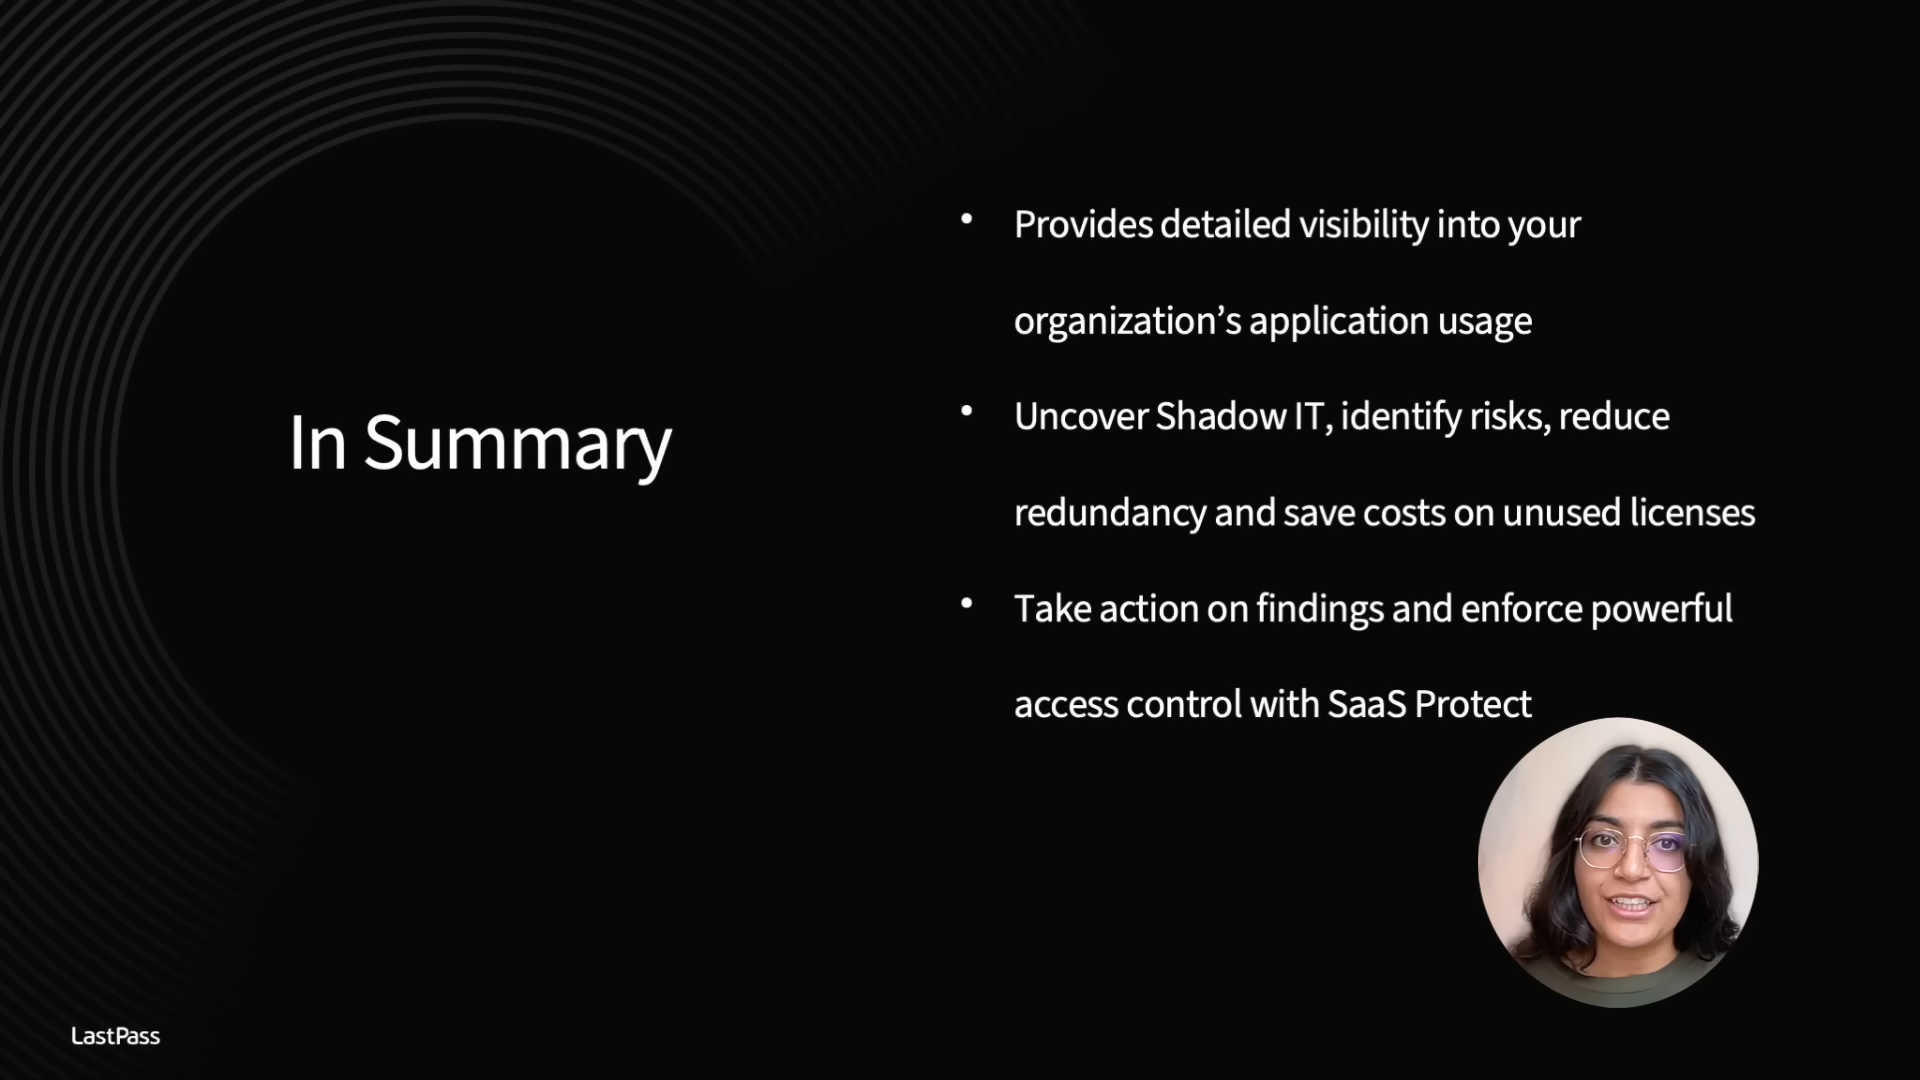 In Summary
• Provides detailed visibility into your
organization’s application usage
• Uncover Shadow IT, identify risks, reduce
redundancy and save costs on unused licenses
• Take action on findings and enforce powerful
access control with SaaS Protect
LastPass